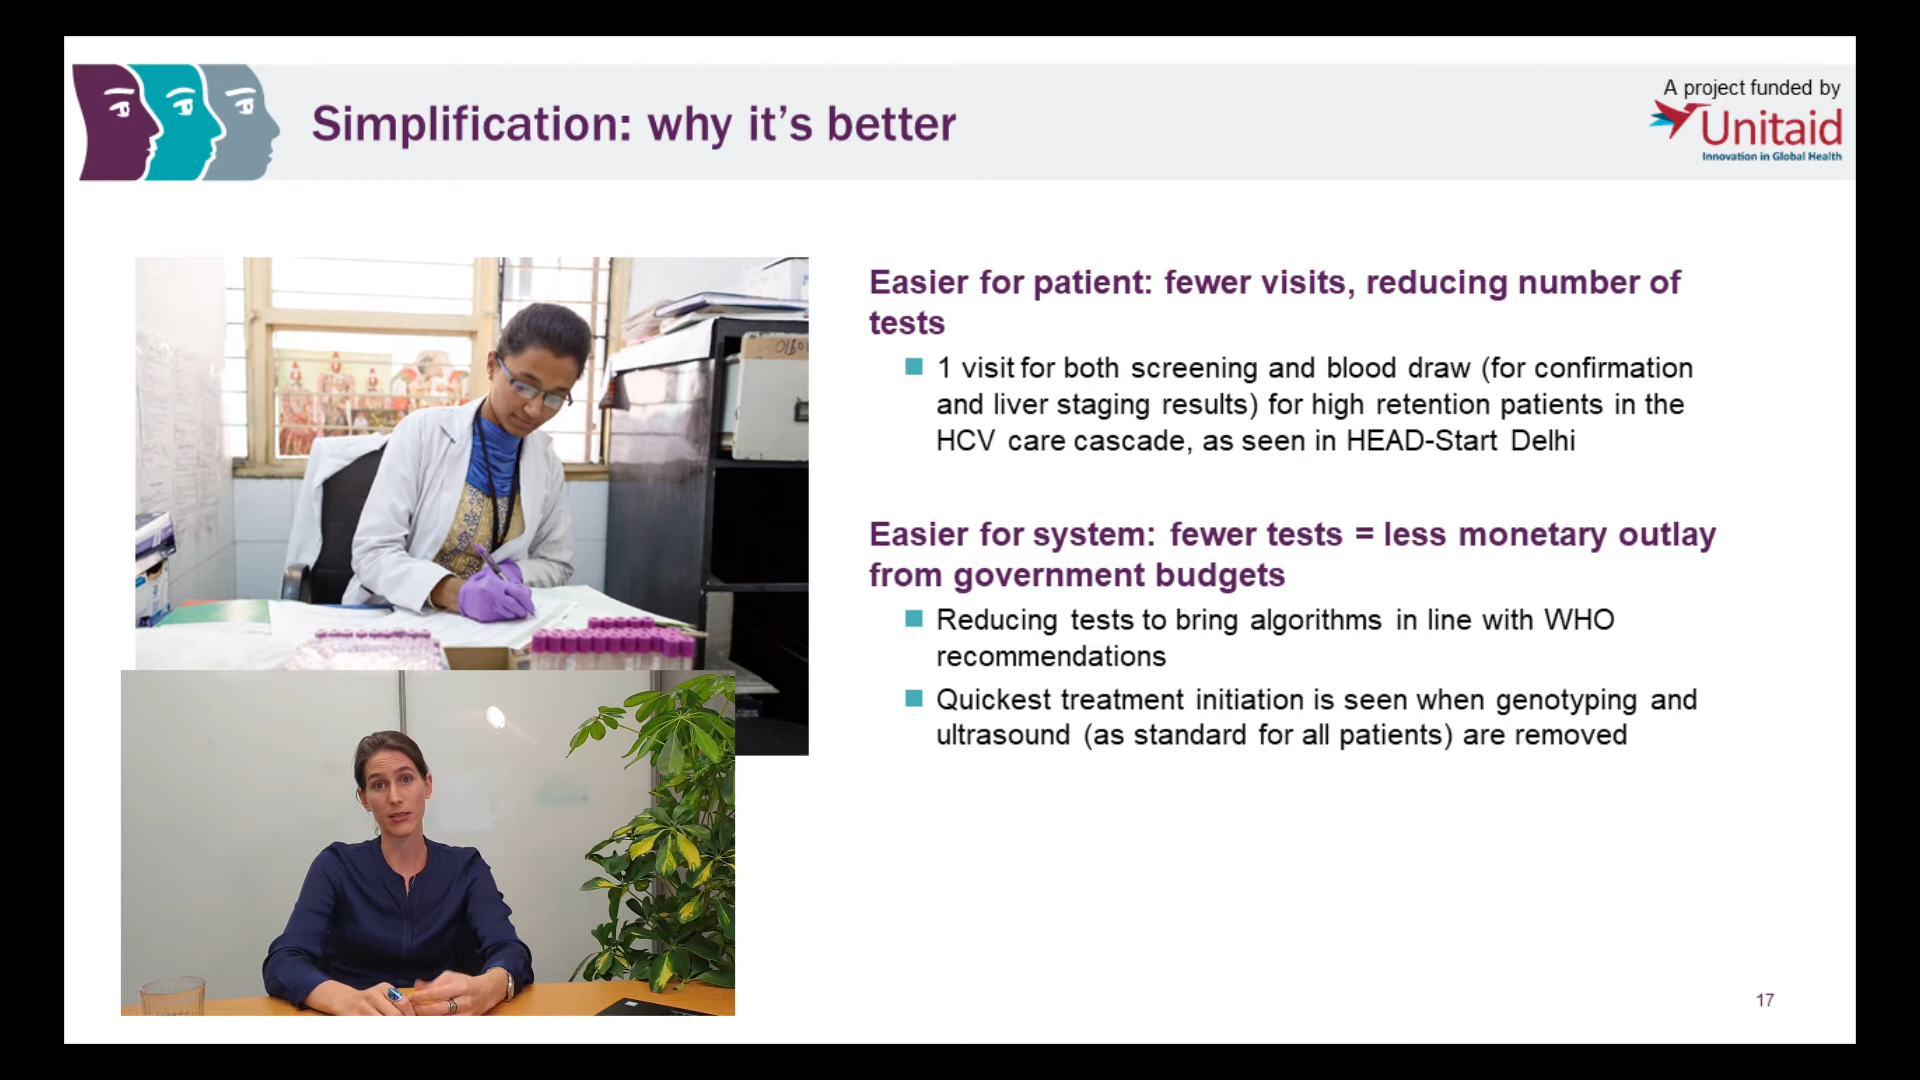 Simplification: why it's better
A project funded by
Unitaid
Innovation in Global Health
Easier for patient: fewer visits, reducing number of
tests
1 visit for both screening and blood draw (for confirmation
and liver staging results) for high retention patients in the
HCV care cascade, as seen in HEAD-Start Delhi
Easier for system: fewer tests = less monetary outlay
from government budgets
Reducing tests to bring algorithms in line with WHO
recommendations
Quickest treatment initiation is seen when genotyping and
ultrasound (as standard for all patients) are removed
17